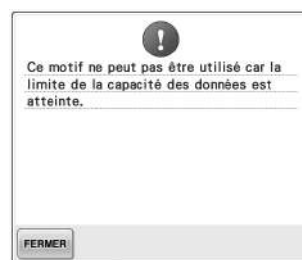 Ce motif ne peut pas être utilisé car la
limite de la capacité des données est
atteinte.
FERMER